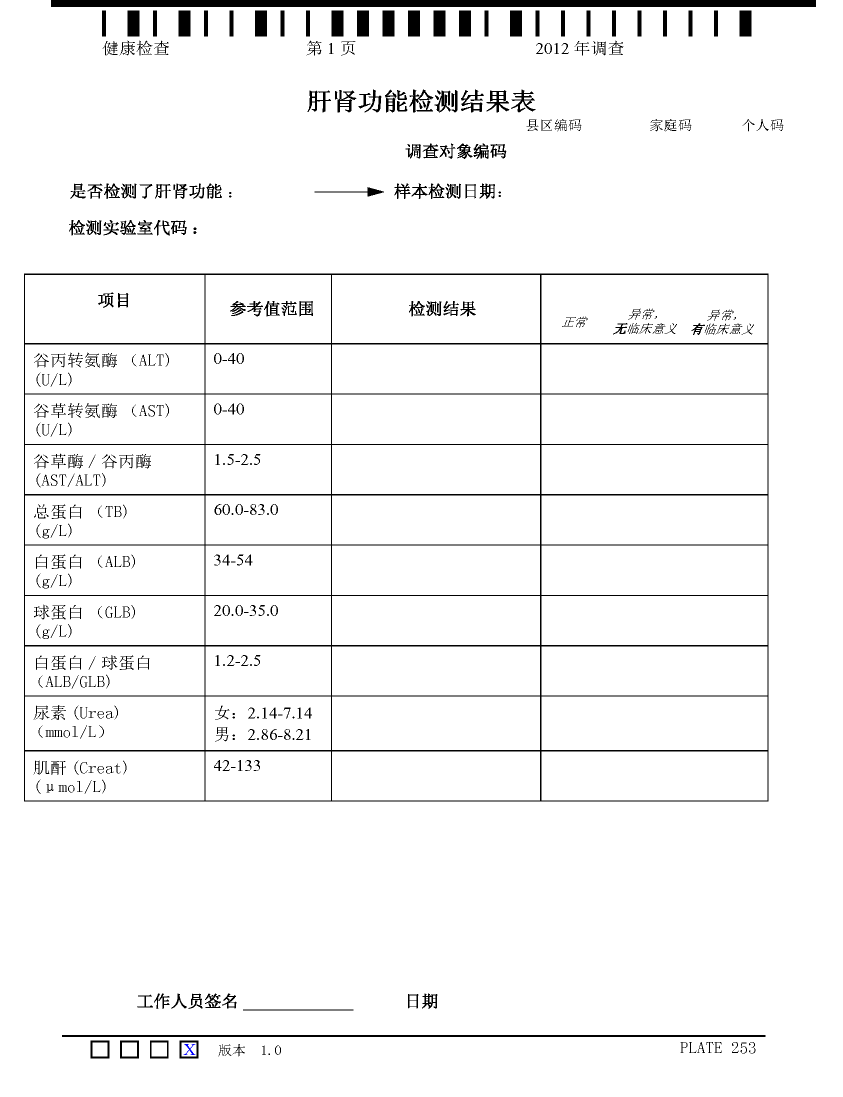 健康检查 第 1 页 2012 年调查
肝肾功能检测结果表
县区编码 家庭码 个人码
调查对象编码
是否检测了肝肾功能： 样本检测日期：
检测实验室代码：
项目 参考值范围 检测结果 正常 异常，无临床意义 异常，有临床意义
谷丙转氨酶 （ALT) 0-40
(U/L)
谷草转氨酶 （AST) 0-40
(U/L)
谷草酶 / 谷丙酶 1.5-2.5
(AST/ALT)
总蛋白 （TB) 60.0-83.0
(g/L)
白蛋白 （ALB) 34-54
(g/L)
球蛋白 （GLB) 20.0-35.0
(g/L)
白蛋白 / 球蛋白 1.2-2.5
（ALB/GLB)
尿素 (Urea) 女：2.14-7.14
（mmol/L） 男：2.86-8.21
肌酐 (Creat) 42-133
(μmol/L)
工作人员签名 ____________ 日期
X 版本 1.0 PLATE 253